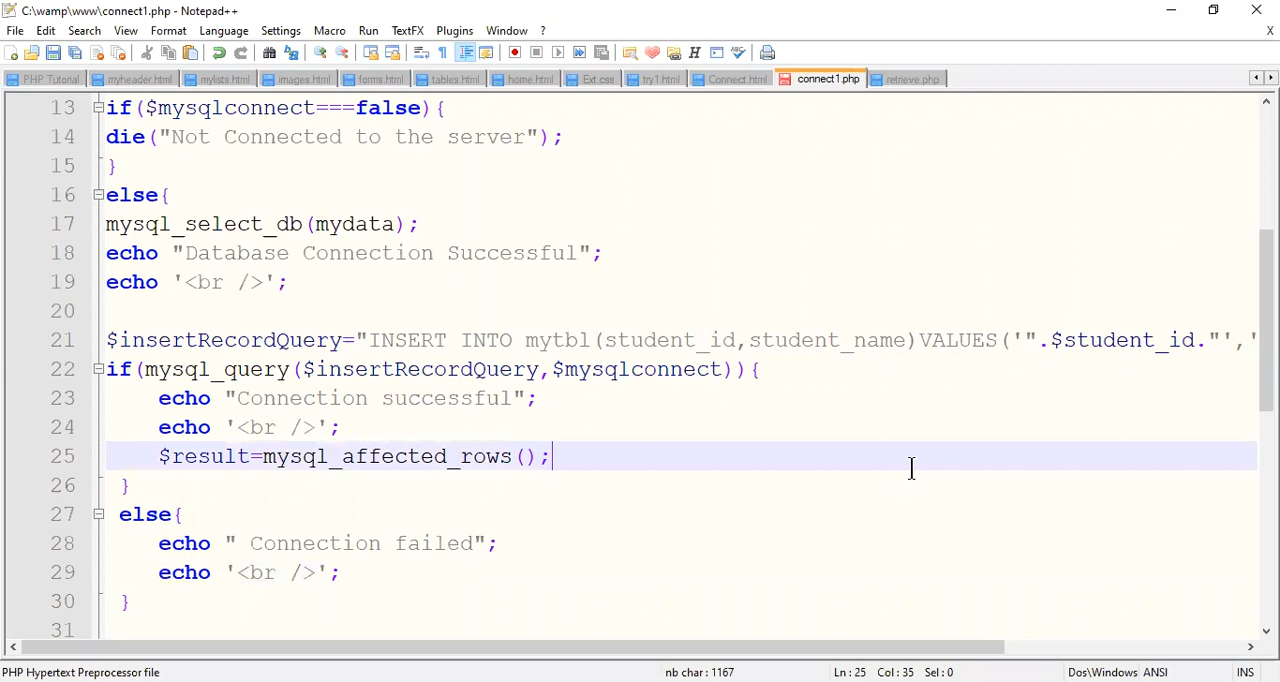 C:\wamp\www\connect1.php - Notepad++
File Edit Search View Format Language Settings Macro Run TextFX Plugins Window ? X
PHP Tutorial myheader.html mylists.html images.html forms.html tables.html home.html Ext.css try1.html Connect.html connect1.php retrieve.php
13 if($mysqlconnect===false){
14 die("Not Connected to the server");
15 }
16 else{
17 mysql_select_db(mydata);
18 echo "Database Connection Successful";
19 echo '<br />';
20
21 $insertRecordQuery="INSERT INTO mytbl(student_id,student_name)VALUES('".$student_id."','
22 if(mysql_query($insertRecordQuery,$mysqlconnect)){
23 echo "Connection successful";
24 echo '<br />';
25 $result=mysql_affected_rows();
26 }
27 else{
28 echo " Connection failed";
29 echo '<br />';
30 }
31
PHP Hypertext Preprocessor file nb char : 1167 Ln : 25 Col : 35 Sel : 0 Dos\Windows ANSI INS